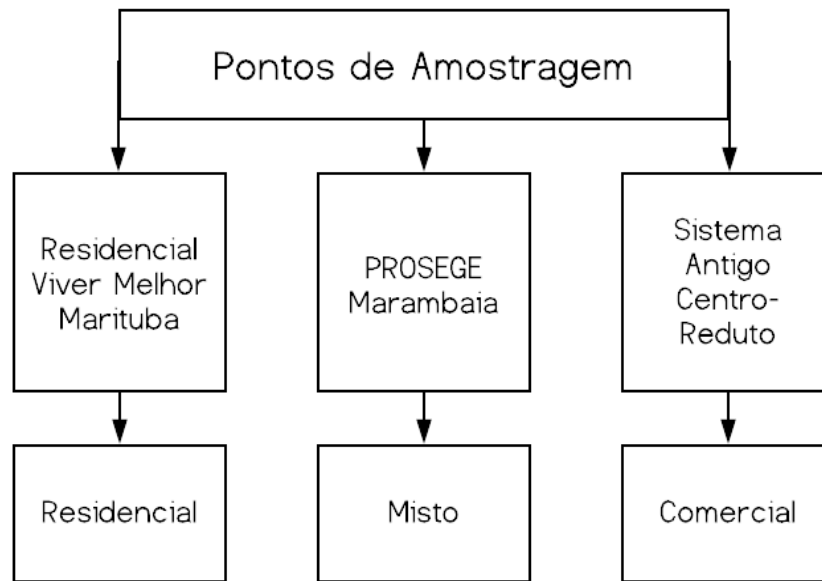 Pontos de Amostragem
Residencial
Viver Melhor
Marituba
PROSEGE
Marambaia
Sistema
Antigo
Centro-
Reduto
Residencial
Misto
Comercial